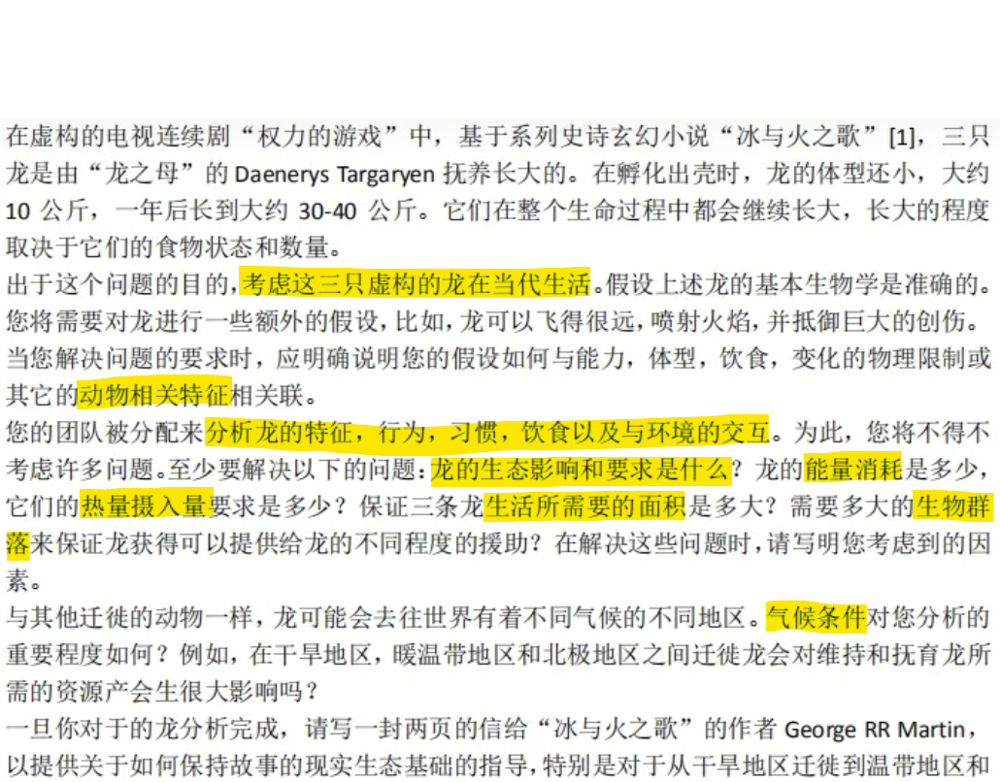 在虚构的电视连续剧“权力的游戏”中，基于系列史诗玄幻小说“冰与火之歌”[1]，三只
龙是由“龙之母”的 Daenerys Targaryen 抚养长大的。在孵化出壳时，龙的体型还小，大约
10 公斤，一年后长到大约 30-40 公斤。它们在整个生命过程中都会继续长大，长大的程度
取决于它们的食物状态和数量。
出于这个问题的目的，考虑这三只虚构的龙在当代生活。假设上述龙的基本生物学是准确的。
您将需要对龙进行一些额外的假设，比如，龙可以飞得很远，喷射火焰，并抵御巨大的创伤。
当您解决问题的要求时，应明确说明您的假设如何与能力，体型，饮食，变化的物理限制或
其它的动物相关特征相关联。
您的团队被分配来分析龙的特征，行为，习惯，饮食以及与环境的交互。为此，您将不得不
考虑许多问题。至少要解决以下的问题：龙的生态影响和要求是什么？龙的能量消耗是多少，
它们的热量摄入量要求是多少？保证三条龙生活所需要的面积是多大？需要多大的生物群
落来保证龙获得可以提供给龙的不同程度的援助？在解决这些问题时，请写明您考虑到的因
素。
与其他迁徙的动物一样，龙可能会去往世界有着不同气候的不同地区。气候条件对您分析的
重要程度如何？例如，在干旱地区，暖温带地区和北极地区之间迁徙龙会对维持和抚育龙所
需的资源产会生很大影响吗？
一旦你对于的龙分析完成，请写一封两页的信给“冰与火之歌”的作者 George RR Martin，
以提供关于如何保持故事的现实生态基础的指导，特别是对于从干旱地区迁徙到温带地区和